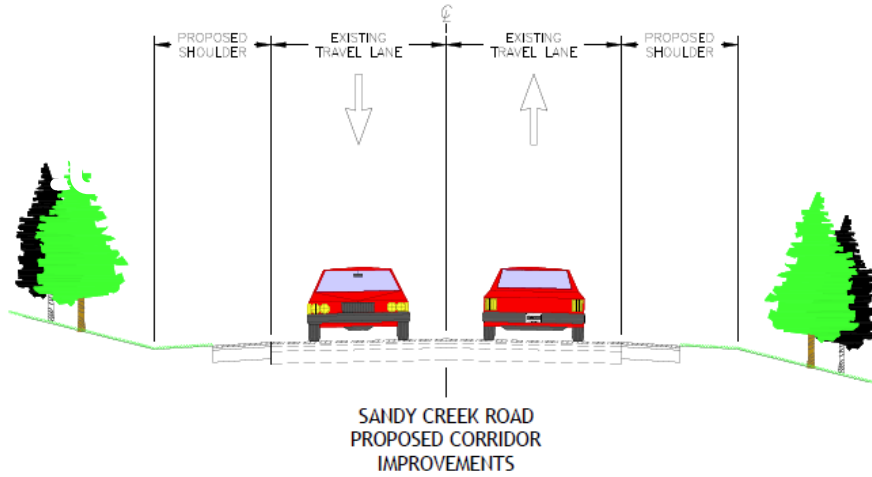 ℄
PROPOSED
SHOULDER
EXISTING
TRAVEL LANE
EXISTING
TRAVEL LANE
PROPOSED
SHOULDER
SANDY CREEK ROAD
PROPOSED CORRIDOR
IMPROVEMENTS